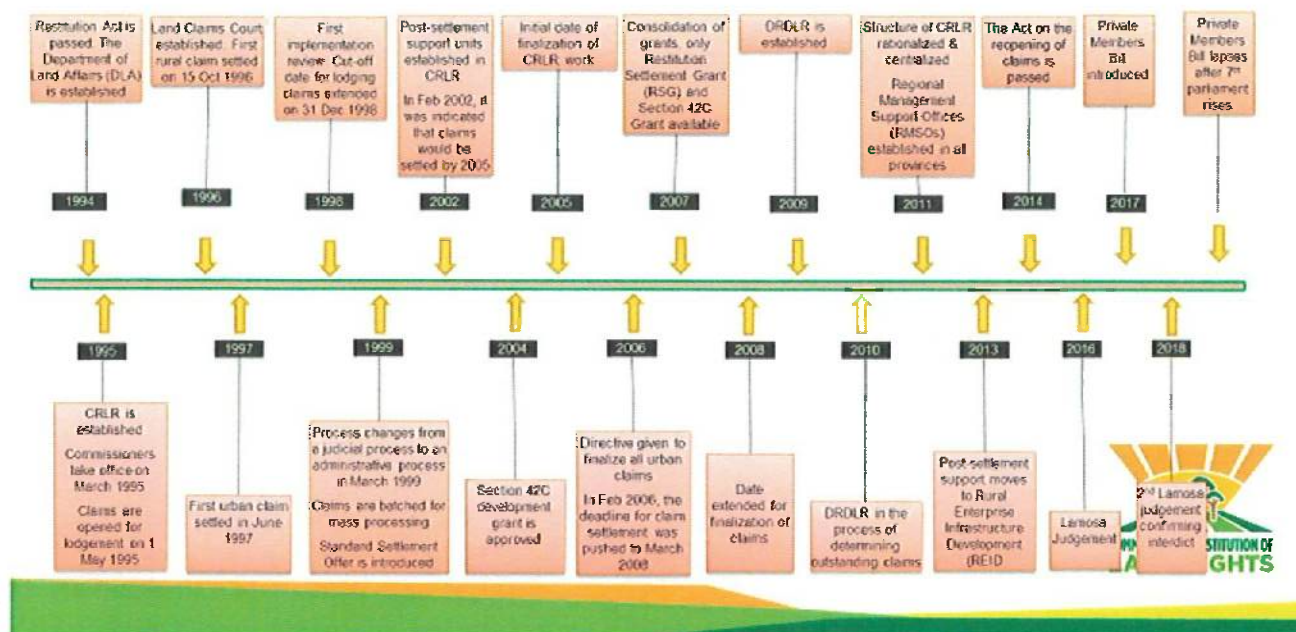 Restitution Act is
passed. The
Department of
Land Affairs (DLA)
is established
1994
Land Claims Court
established. First
rural claim settled
on 15 Oct 1996
1996
First
implementation
review. Cut-off
date for lodging
claims extended
on 31 Dec 1998
1998
Post-settlement
support units
established in
CRLR
In Feb 2002, it
was indicated
that claims
would be
settled by 2005
2002
Initial date of
finalization of
CRLR work
2005
Consolidation of
grants, only
Restitution
Settlement Grant
(RSG) and
Section 42C
Grant available
2007
DRDLR is
established
2009
Structure of CRLR
rationalized &
centralized
Regional
Management
Support Offices
(RMSOs)
established in all
provinces
2011
The Act on the
reopening of
claims is
passed
2014
Private
Members
Bill
introduced
2017
Private
Members
Bill lapses
after 7th
parliament
rises.
1995
CRLR is
established
Commissioners
take office on
March 1995
Claims are
opened for
lodgement on 1
May 1995
1997
First urban claim
settled in June
1997
1999
Process changes from
a judicial process to an
administrative process
in March 1999
Claims are batched for
mass processing
Standard Settlement
Offer is introduced
2004
Section 42C
development
grant is
approved
2006
Directive given to
finalize all urban
claims
In Feb 2006, the
deadline for claim
settlement was
pushed to March
2008
2008
Date
extended for
finalization of
claims
2010
DRDLR in the
process of
determining
outstanding claims
2013
Post-settlement
support moves
to Rural
Enterprise
Infrastructure
Development
(REID
2016
Lamosa
Judgement
2018
2nd Lamosa
judgement
confirming
interdict